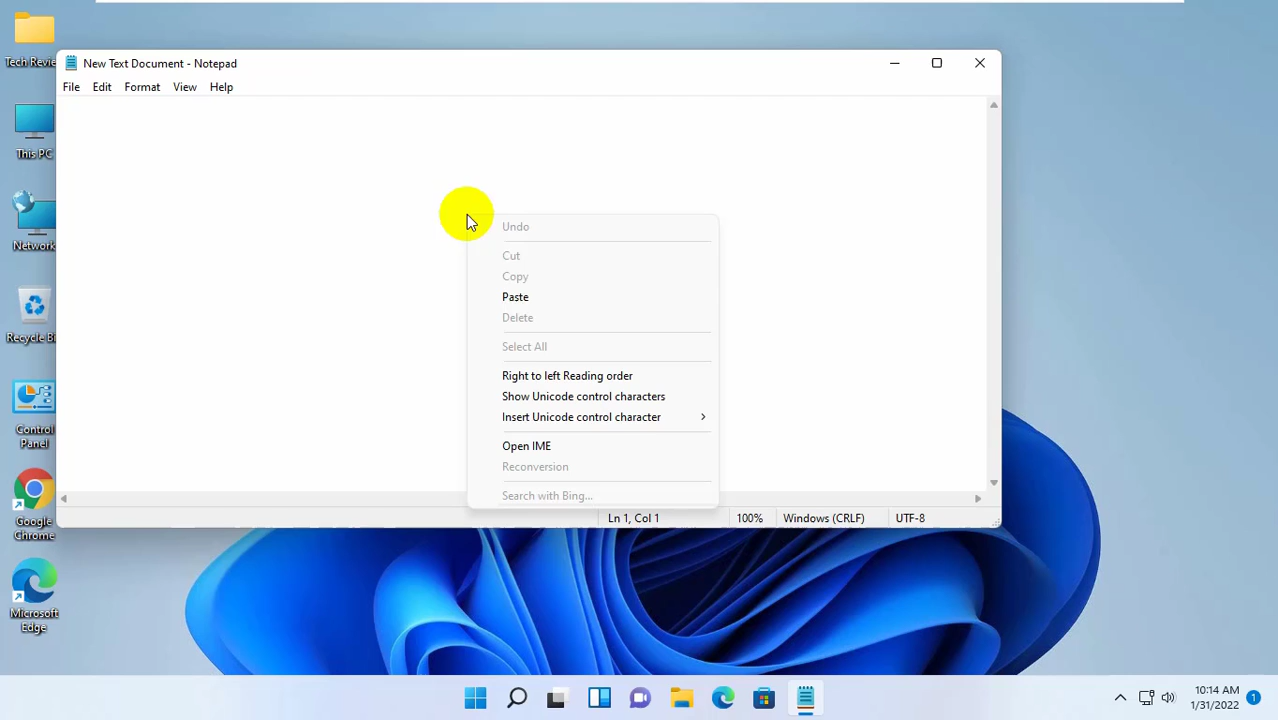 Tech Revie
This PC
Network
Recycle Bi
Control
Panel
Google
Chrome
Microsoft
Edge
New Text Document - Notepad
File Edit Format View Help
Undo
Cut
Copy
Paste
Delete
Select All
Right to left Reading order
Show Unicode control characters
Insert Unicode control character
Open IME
Reconversion
Search with Bing...
Ln 1, Col 1 100% Windows (CRLF) UTF-8
10:14 AM
1/31/2022
1